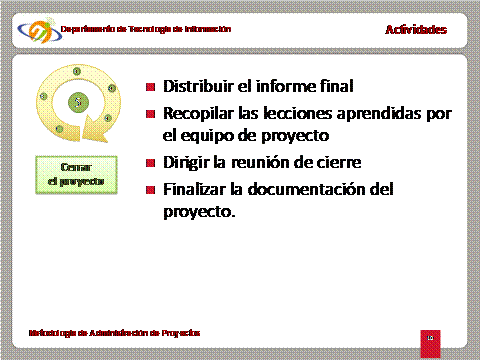 Departamento de Tecnología de Información
Actividades
Distribuir el informe final
Recopilar las lecciones aprendidas por
el equipo de proyecto
Dirigir la reunión de cierre
Finalizar la documentación del
proyecto.
Cerrar
el proyecto
Metodología de Administración de Proyectos